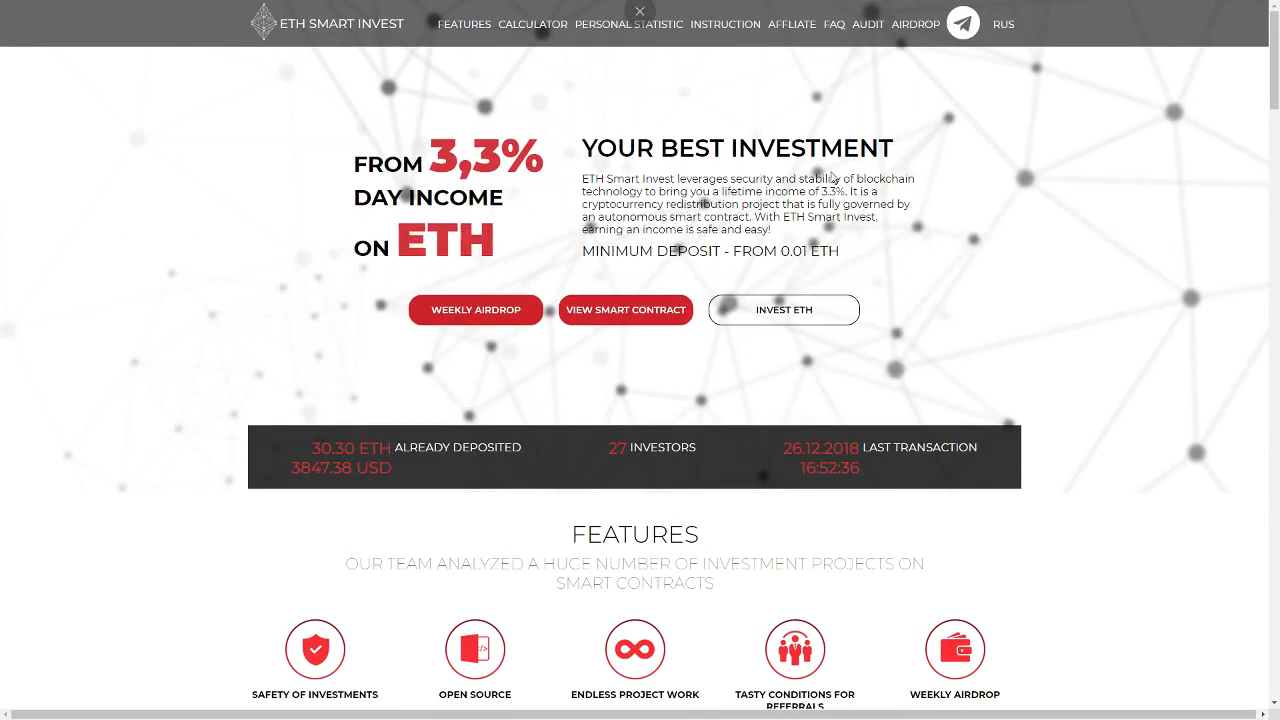 ETH SMART INVEST
FEATURES CALCULATOR PERSONAL STATISTIC INSTRUCTION AFFLIATE FAQ AUDIT AIRDROP RUS
FROM 3,3%
DAY INCOME
ON ETH
YOUR BEST INVESTMENT
ETH Smart Invest leverages security and stability of blockchain
technology to bring you a lifetime income of 3.3%. It is a
cryptocurrency redistribution project that is fully governed by
an autonomous smart contract. With ETH Smart Invest,
earning an income is safe and easy!
MINIMUM DEPOSIT - FROM 0.01 ETH
WEEKLY AIRDROP
VIEW SMART CONTRACT
INVEST ETH
30.30 ETH ALREADY DEPOSITED
3847.38 USD
27 INVESTORS
26.12.2018 LAST TRANSACTION
16:52:36
FEATURES
OUR TEAM ANALYZED A HUGE NUMBER OF INVESTMENT PROJECTS ON
SMART CONTRACTS
SAFETY OF INVESTMENTS
OPEN SOURCE
ENDLESS PROJECT WORK
TASTY CONDITIONS FOR
REFERRALS
WEEKLY AIRDROP